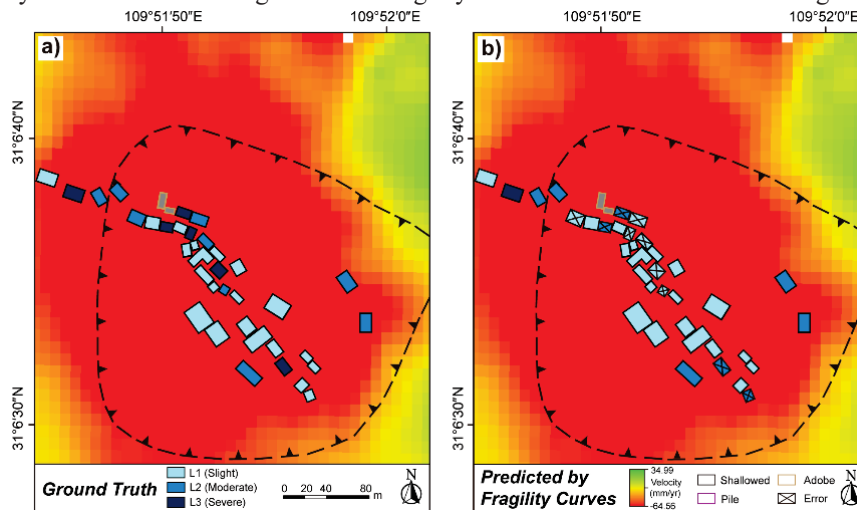 109°51'50"E
109°52'0"E
109°51'50"E
109°52'0"E
a)
b)
31°6'40"N
31°6'40"N
31°6'30"N
31°6'30"N
Ground Truth
L1 (Slight)
L2 (Moderate)
L3 (Severe)
0 20 40 80
m
N
Predicted by
Fragility Curves
34.99
Velocity
(mm/yr)
-64.56
Shallowed
Pile
Adobe
Error
N